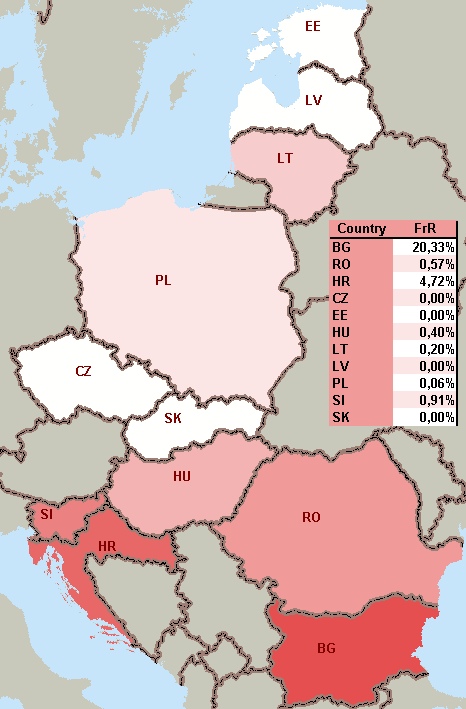 EE
LV
LT
Country FrR
BG 20,33%
RO 0,57%
HR 4,72%
CZ 0,00%
EE 0,00%
HU 0,40%
LT 0,20%
LV 0,00%
PL 0,06%
SI 0,91%
SK 0,00%
PL
CZ
SK
HU
SI
RO
HR
BG